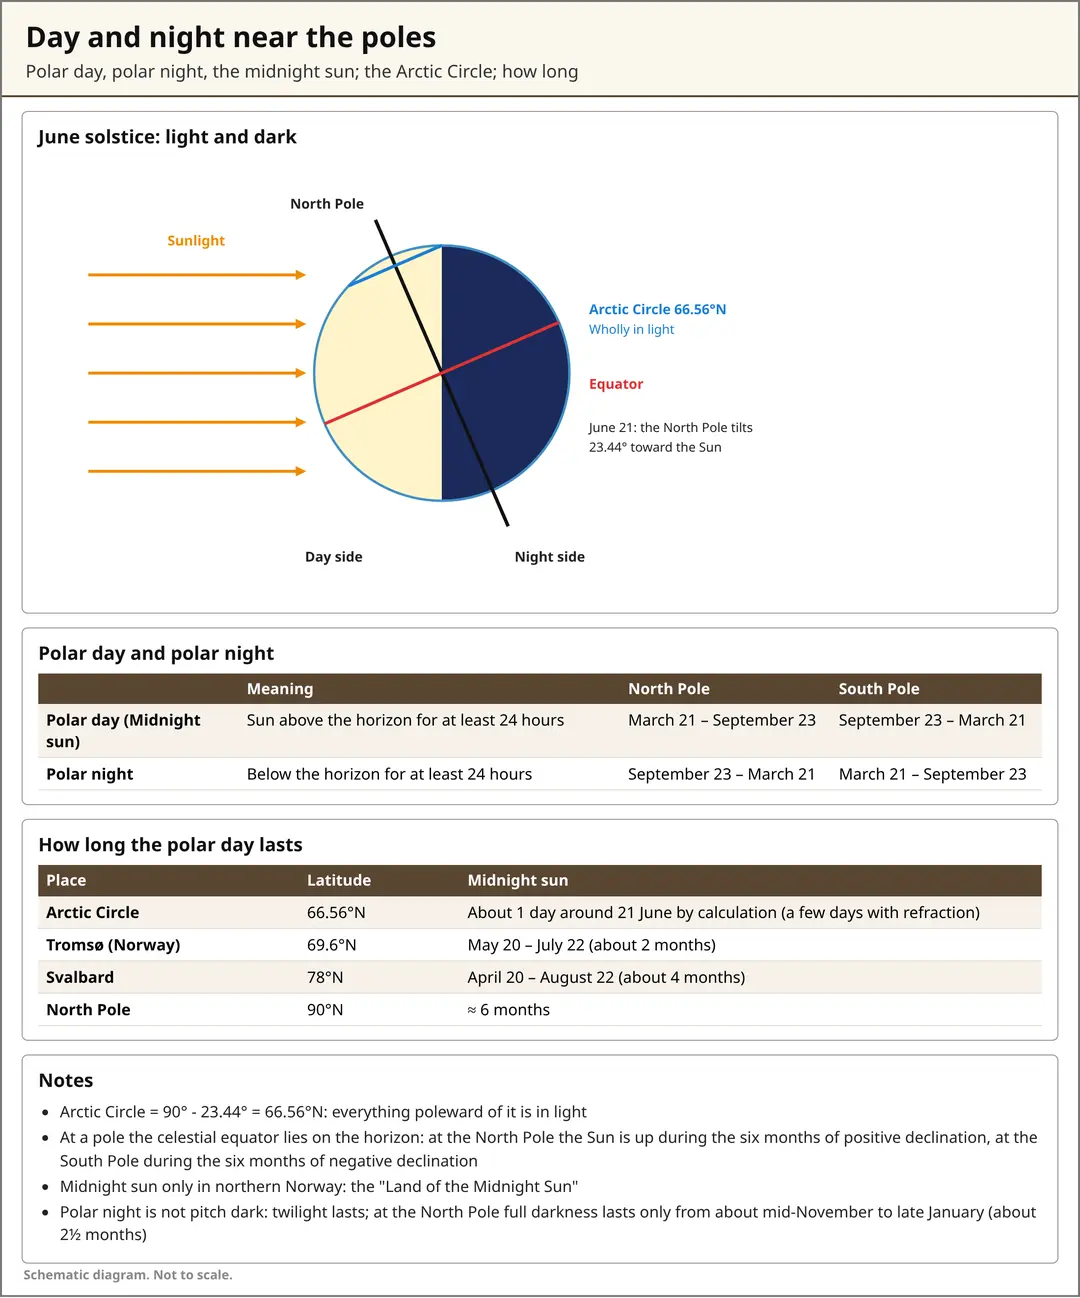 Day and night near the poles
Polar day, polar night, the midnight sun; the Arctic Circle; how long
June solstice: light and dark
North Pole
Sunlight
Arctic Circle 66.56°N
Wholly in light
Equator
June 21: the North Pole tilts
23.44° toward the Sun
Day side
Night side
Polar day and polar night
Meaning North Pole South Pole
Polar day (Midnight sun) Sun above the horizon for at least 24 hours March 21 – September 23 September 23 – March 21
Polar night Below the horizon for at least 24 hours September 23 – March 21 March 21 – September 23
How long the polar day lasts
Place Latitude Midnight sun
Arctic Circle 66.56°N About 1 day around 21 June by calculation (a few days with refraction)
Tromsø (Norway) 69.6°N May 20 – July 22 (about 2 months)
Svalbard 78°N April 20 – August 22 (about 4 months)
North Pole 90°N ≈ 6 months
Notes
• Arctic Circle = 90° - 23.44° = 66.56°N: everything poleward of it is in light
• At a pole the celestial equator lies on the horizon: at the North Pole the Sun is up during the six months of positive declination, at the
South Pole during the six months of negative declination
• Midnight sun only in northern Norway: the "Land of the Midnight Sun"
• Polar night is not pitch dark: twilight lasts; at the North Pole full darkness lasts only from about mid-November to late January (about
2½ months)
Schematic diagram. Not to scale.